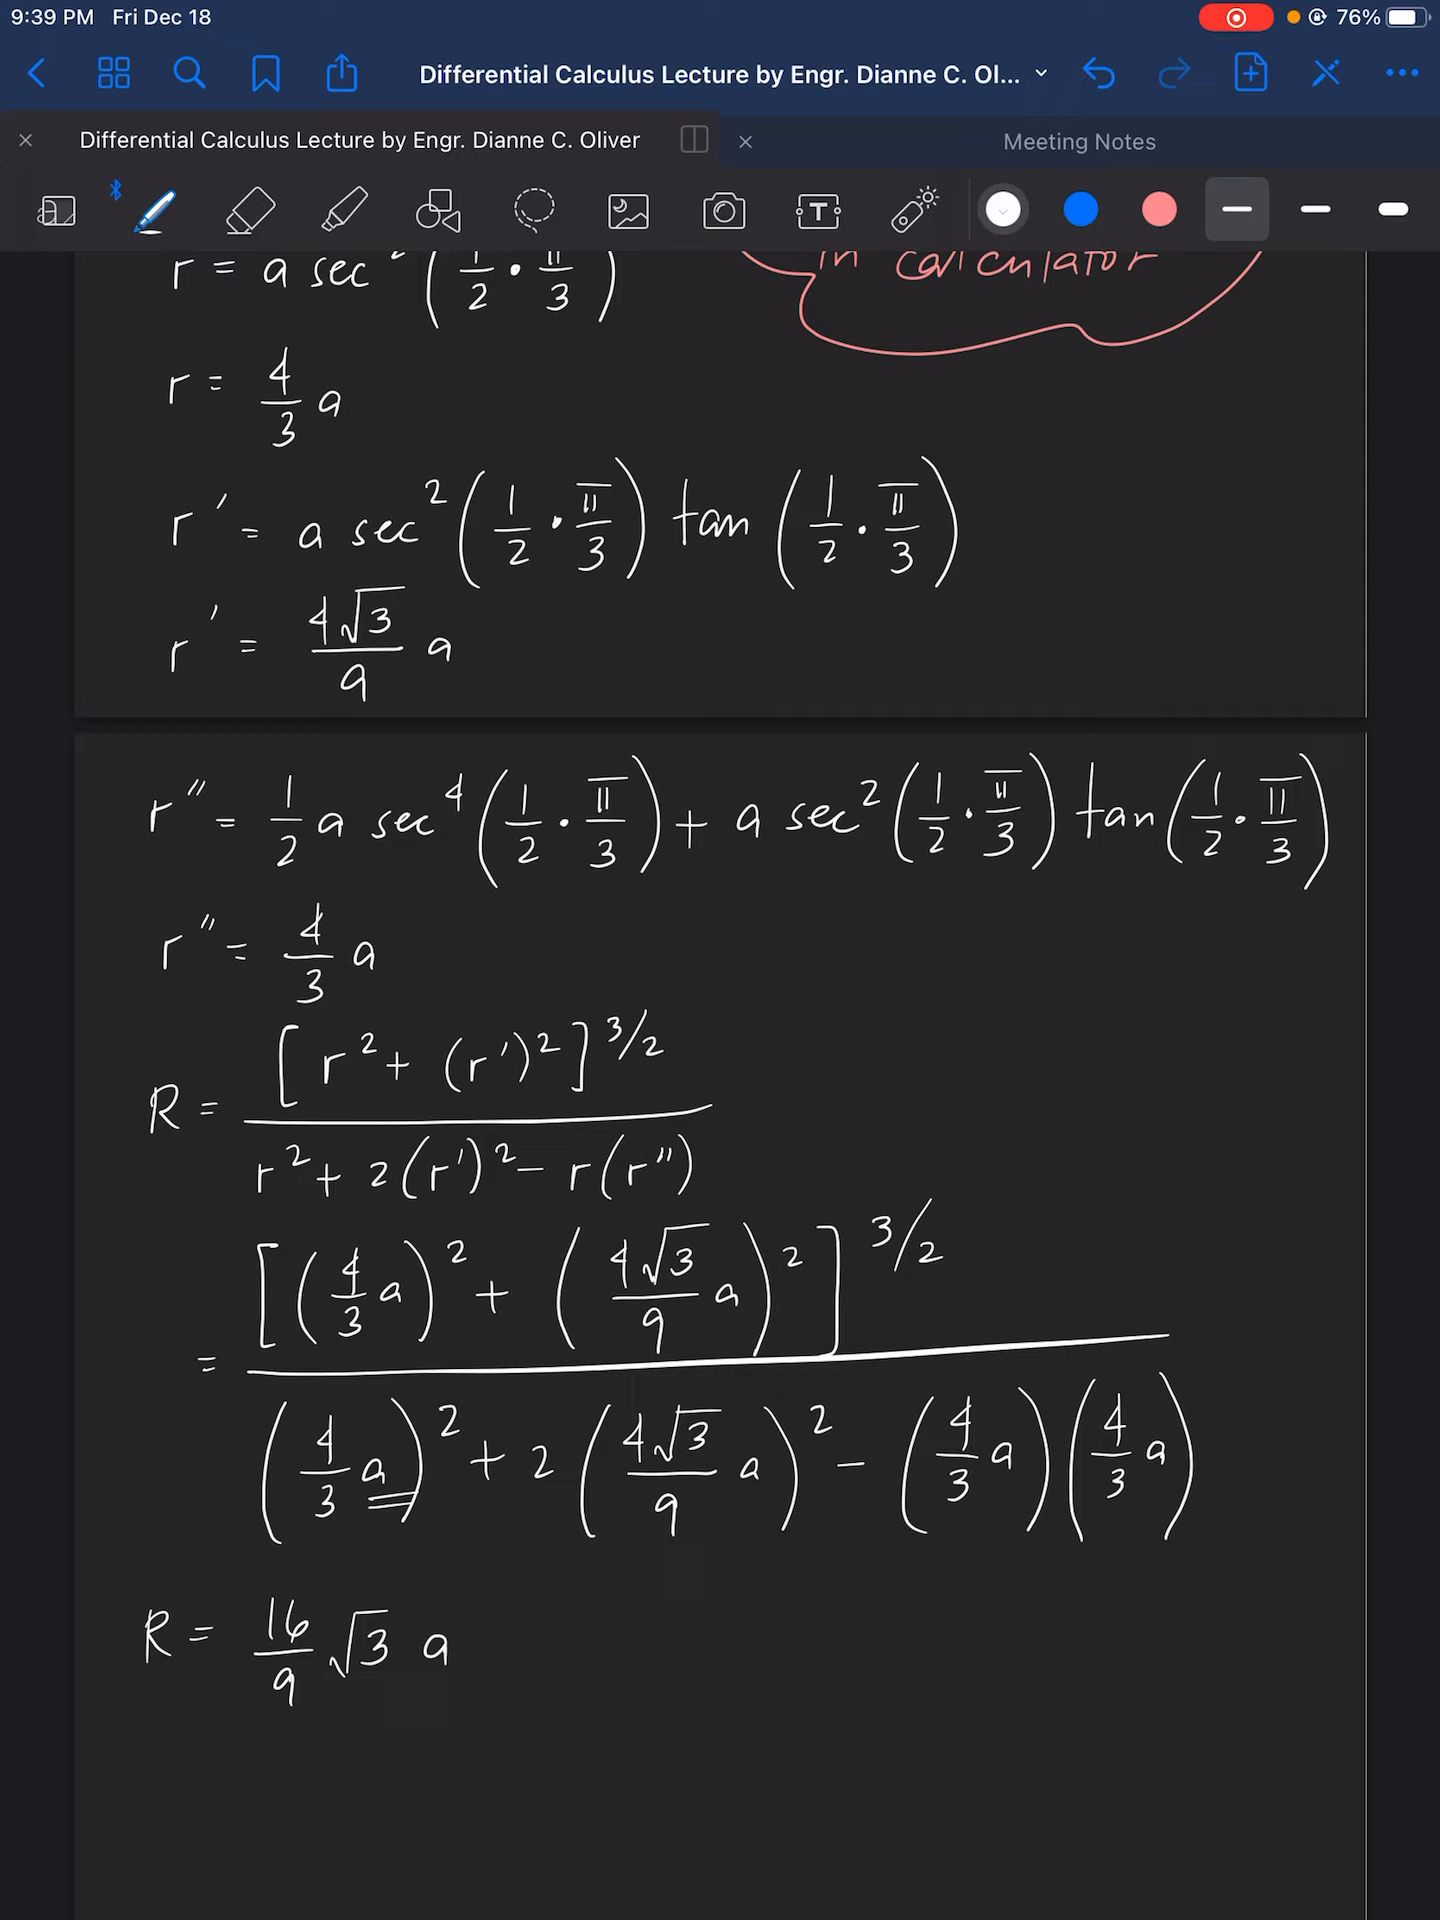 9:39 PM Fri Dec 18
76%
Differential Calculus Lecture by Engr. Dianne C. Ol...
Differential Calculus Lecture by Engr. Dianne C. Oliver
Meeting Notes
T
r = a sec² (1/2 · π/3)
in calculator
r = 4/3 a
r' = a sec² (1/2 · π/3) tan (1/2 · π/3)
r' = 4√3/9 a
r'' = 1/2 a sec⁴ (1/2 · π/3) + a sec² (1/2 · π/3) tan (1/2 · π/3)
r'' = 4/3 a
R = [r² + (r')²]^3/2 / r² + 2(r')² − r(r'')
= [(4/3 a)² + (4√3/9 a)²]^3/2 / (4/3 a)² + 2 (4√3/9 a)² − (4/3 a)(4/3 a)
R = 16/9 √3 a